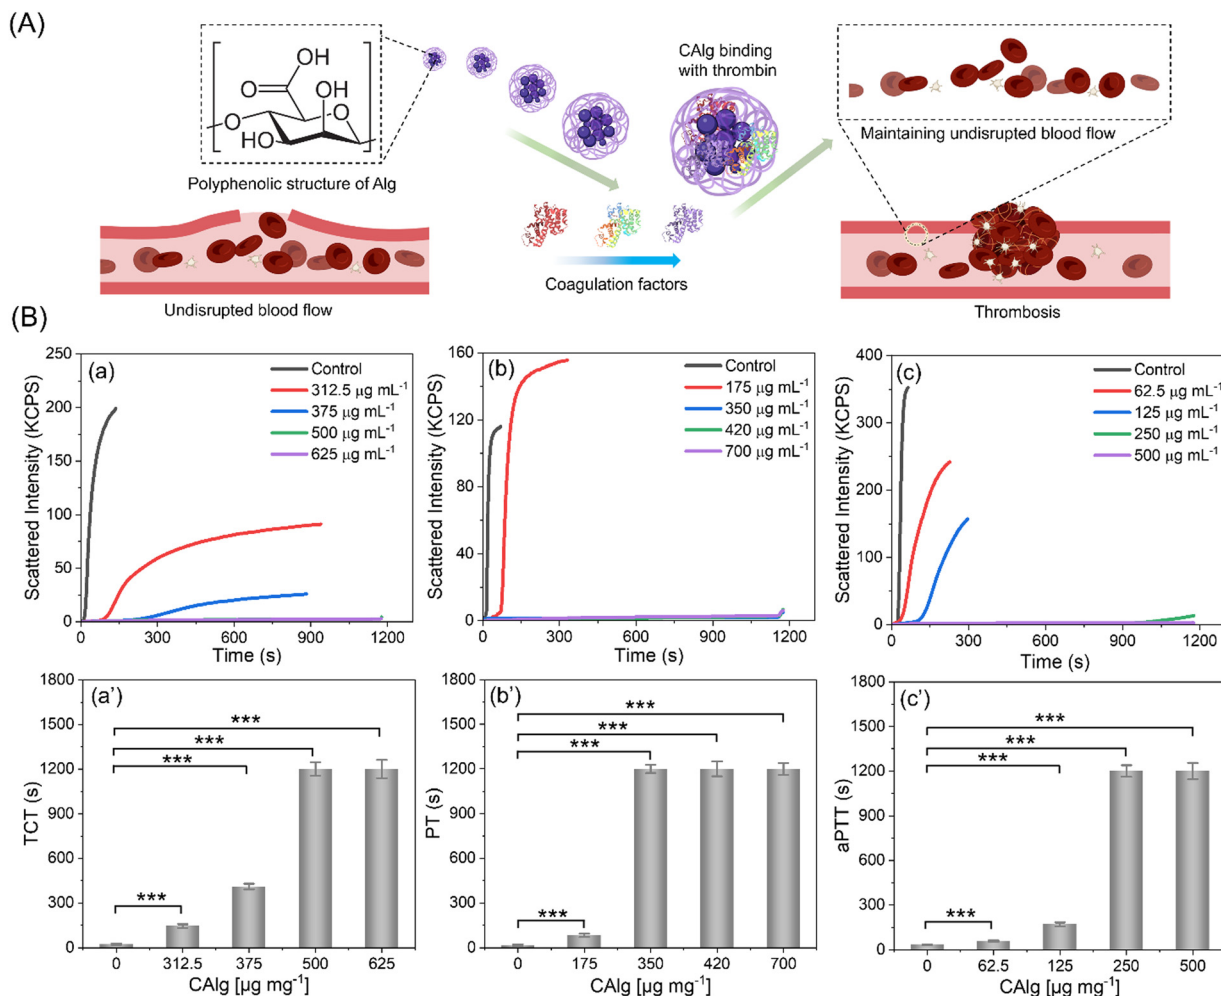 (A)
OH
O
OH
O
HO
O
Polyphenolic structure of Alg
CAlg binding
with thrombin
Maintaining undisrupted blood flow
Undisrupted blood flow
Coagulation factors
Thrombosis
(B)
(a)
Control
312.5 μg mL⁻¹
375 μg mL⁻¹
500 μg mL⁻¹
625 μg mL⁻¹
250
200
150
100
50
0
Scattered Intensity (KCPS)
0 300 600 900 1200
Time (s)
(b)
Control
175 μg mL⁻¹
350 μg mL⁻¹
420 μg mL⁻¹
700 μg mL⁻¹
160
120
80
40
0
Scattered Intensity (KCPS)
0 300 600 900 1200
Time (s)
(c)
Control
62.5 μg mL⁻¹
125 μg mL⁻¹
250 μg mL⁻¹
500 μg mL⁻¹
400
300
200
100
0
Scattered Intensity (KCPS)
0 300 600 900 1200
Time (s)
(a')
1800
1500
1200
900
600
300
0
TCT (s)
***
***
***
***
0 312.5 375 500 625
CAlg [μg mg⁻¹]
(b')
1800
1500
1200
900
600
300
0
PT (s)
***
***
***
***
0 175 350 420 700
CAlg [μg mg⁻¹]
(c')
1800
1500
1200
900
600
300
0
aPTT (s)
***
***
***
***
0 62.5 125 250 500
CAlg [μg mg⁻¹]